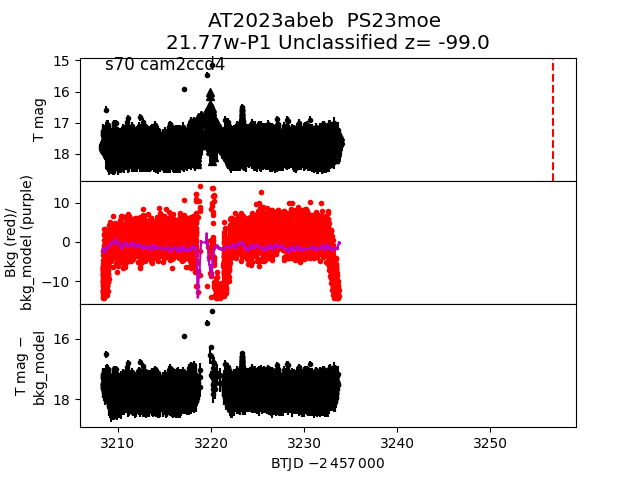 AT2023abeb  PS23moe
21.77w-P1 Unclassified z= -99.0
s70 cam2ccd4
15
16
17
18
T mag
10
0
−10
Bkg (red)/
bkg_model (purple)
16
18
T mag −
bkg_model
3210
3220
3230
3240
3250
BTJD −2 457 000